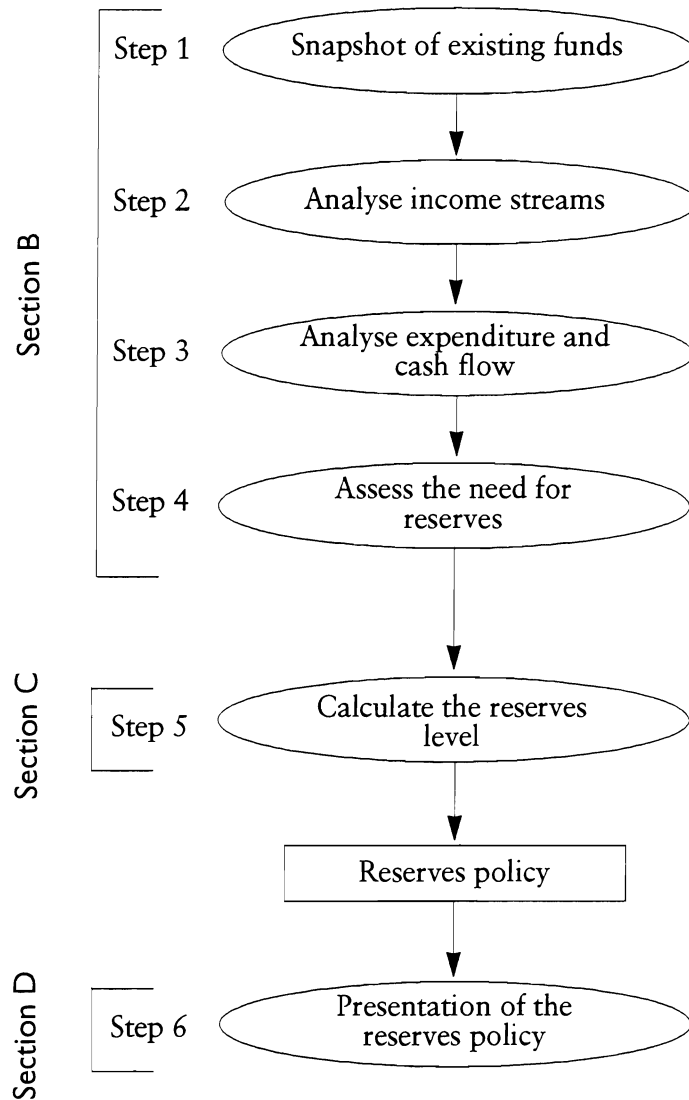 Section B
Step 1
Snapshot of existing funds
Step 2
Analyse income streams
Step 3
Analyse expenditure and
cash flow
Step 4
Assess the need for
reserves
Section C
Step 5
Calculate the reserves
level
Reserves policy
Section D
Step 6
Presentation of the
reserves policy